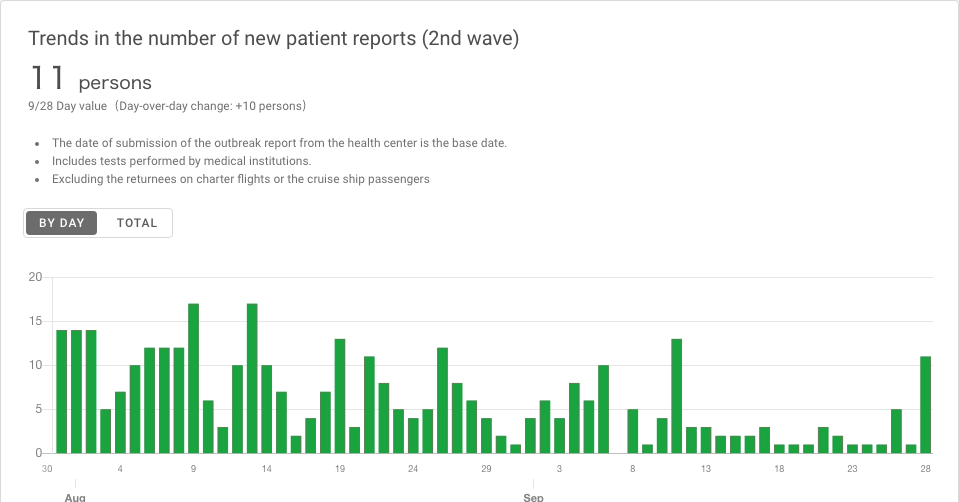 Trends in the number of new patient reports (2nd wave)
11 persons
9/28 Day value (Day-over-day change: +10 persons)
• The date of submission of the outbreak report from the health center is the base date.
• Includes tests performed by medical institutions.
• Excluding the returnees on charter flights or the cruise ship passengers
BY DAY TOTAL
20
15
10
5
0
30 4 9 14 19 24 29 3 8 13 18 23 28
Aug Sep